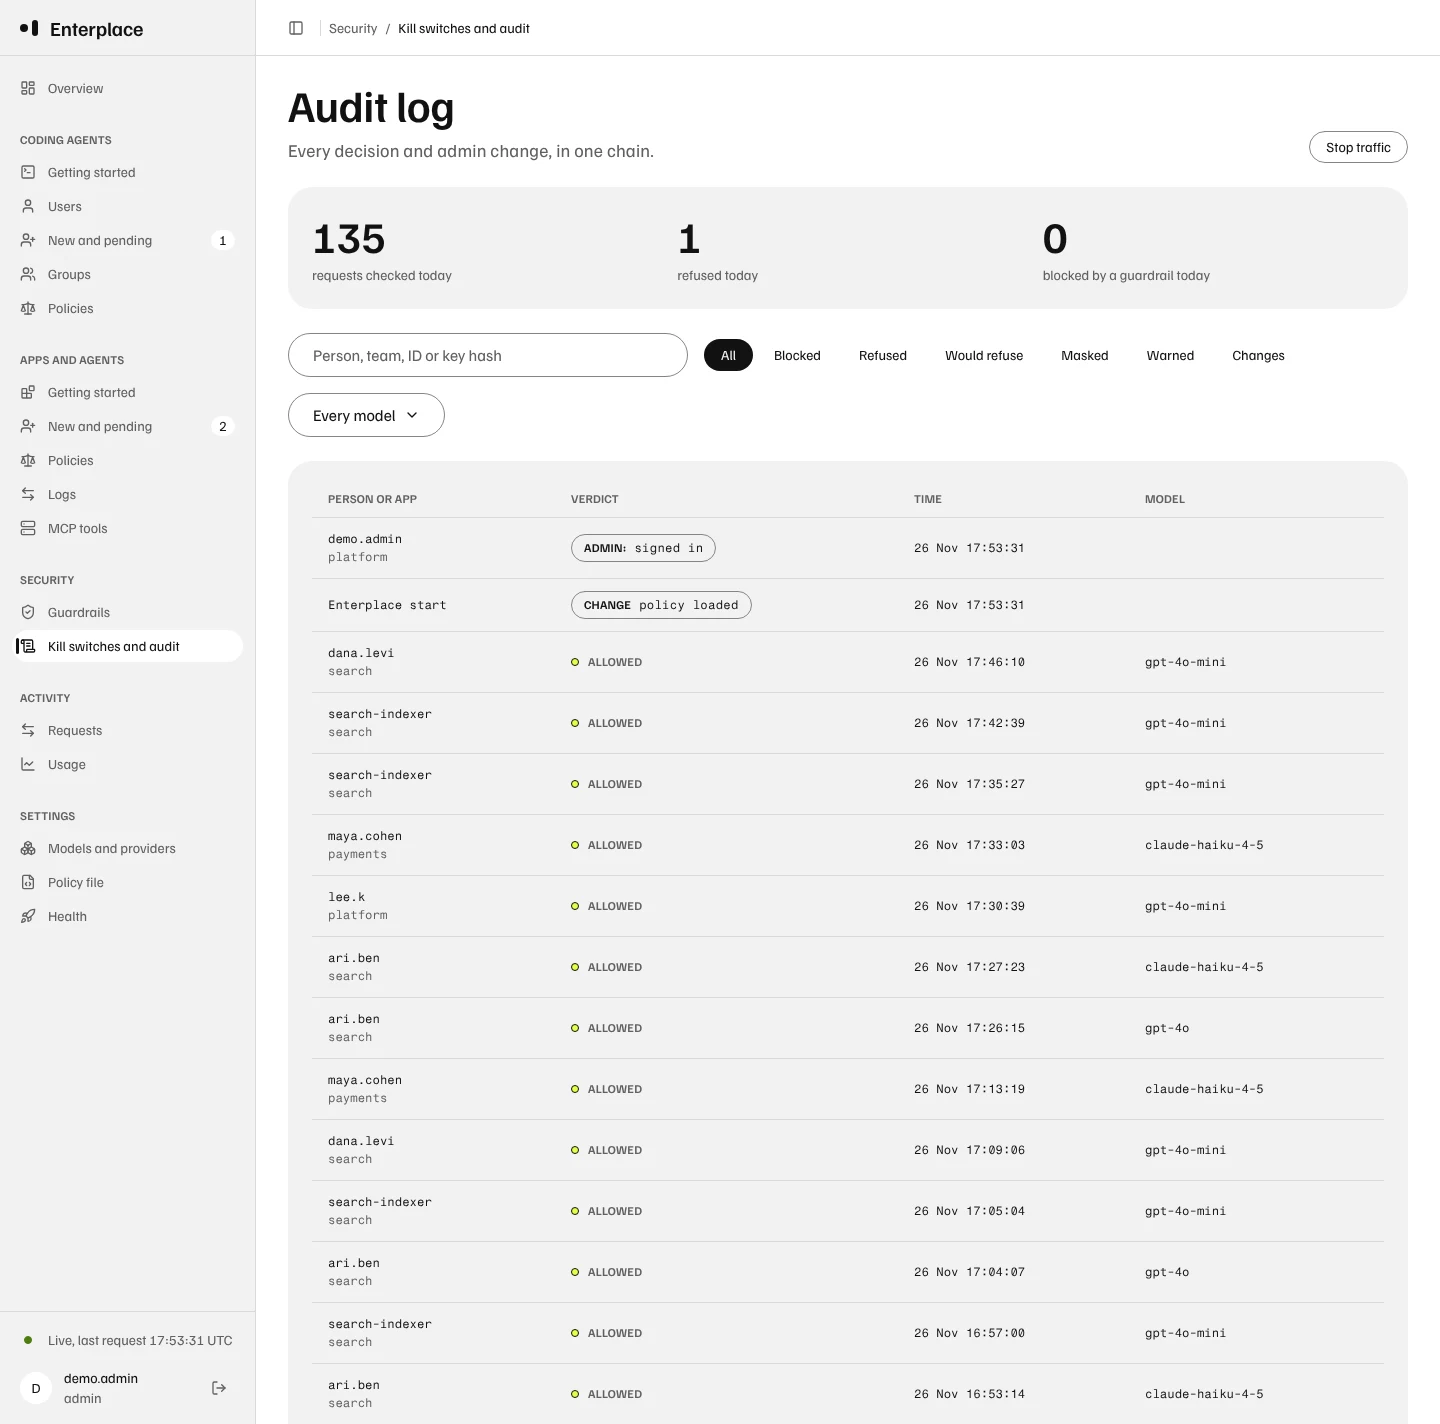 Enterplace
Overview
CODING AGENTS
Getting started
Users
New and pending 1
Groups
Policies
APPS AND AGENTS
Getting started
New and pending 2
Policies
Logs
MCP tools
SECURITY
Guardrails
Kill switches and audit
ACTIVITY
Requests
Usage
SETTINGS
Models and providers
Policy file
Health
Live, last request 17:53:31 UTC
D
demo.admin
admin
Security / Kill switches and audit
Audit log
Every decision and admin change, in one chain.
Stop traffic
135
requests checked today
1
refused today
0
blocked by a guardrail today
Person, team, ID or key hash
All Blocked Refused Would refuse Masked Warned Changes
Every model
PERSON OR APP VERDICT TIME MODEL
demo.admin
platform
ADMIN: signed in 26 Nov 17:53:31
Enterplace start CHANGE policy loaded 26 Nov 17:53:31
dana.levi
search
ALLOWED 26 Nov 17:46:10 gpt-4o-mini
search-indexer
search
ALLOWED 26 Nov 17:42:39 gpt-4o-mini
search-indexer
search
ALLOWED 26 Nov 17:35:27 gpt-4o-mini
maya.cohen
payments
ALLOWED 26 Nov 17:33:03 claude-haiku-4-5
lee.k
platform
ALLOWED 26 Nov 17:30:39 gpt-4o-mini
ari.ben
search
ALLOWED 26 Nov 17:27:23 claude-haiku-4-5
ari.ben
search
ALLOWED 26 Nov 17:26:15 gpt-4o
maya.cohen
payments
ALLOWED 26 Nov 17:13:19 claude-haiku-4-5
dana.levi
search
ALLOWED 26 Nov 17:09:06 gpt-4o-mini
search-indexer
search
ALLOWED 26 Nov 17:05:04 gpt-4o-mini
ari.ben
search
ALLOWED 26 Nov 17:04:07 gpt-4o
search-indexer
search
ALLOWED 26 Nov 16:57:00 gpt-4o-mini
ari.ben
search
ALLOWED 26 Nov 16:53:14 claude-haiku-4-5